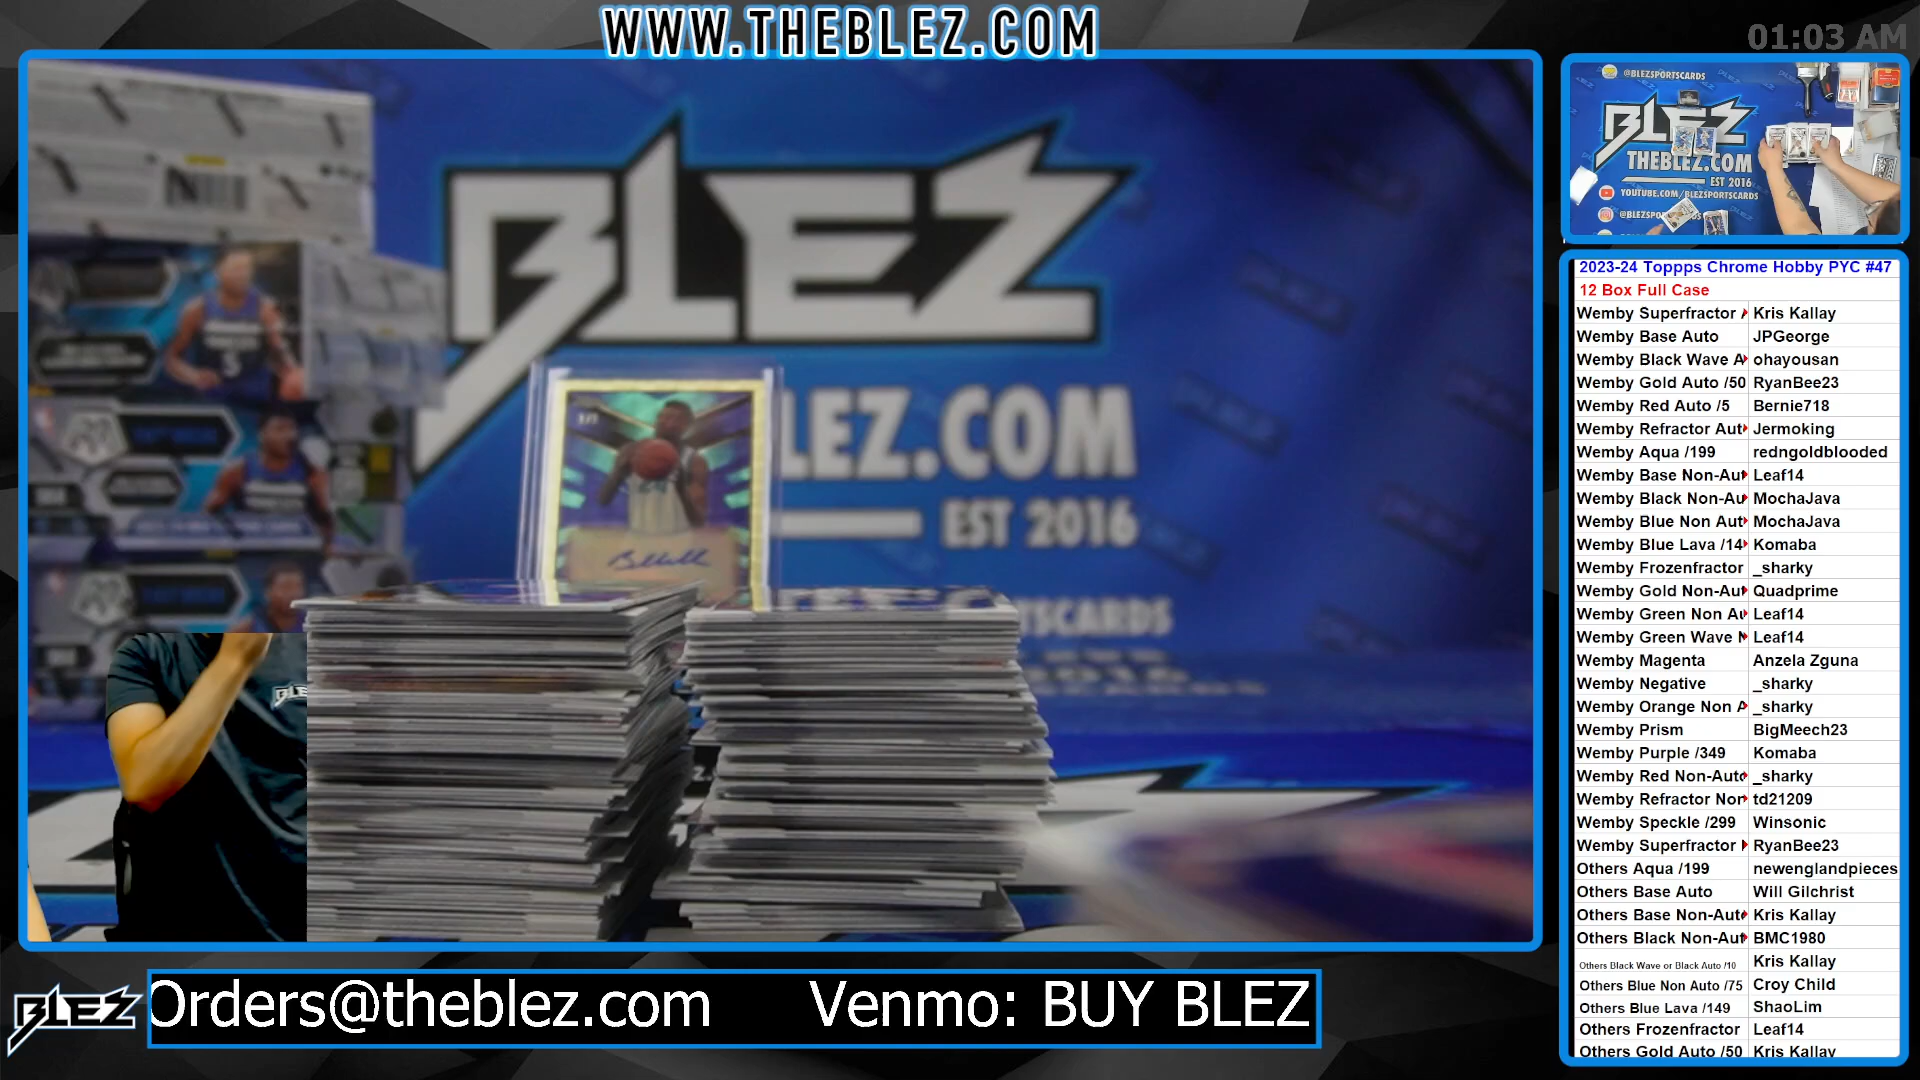 WWW.THEBLEZ.COM
01:03 AM
BLEZ
LEZ.COM
EST 2016
TSCARDS
@BLEZSPORTSCARDS
BLEZ
THEBLEZ.COM
EST 2016
YOUTUBE.COM/BLEZSPORTSCARDS
2023-24 Toppps Chrome Hobby PYC #47
12 Box Full Case
Wemby Superfractor Kris Kallay
Wemby Base Auto JPGeorge
Wemby Black Wave A ohayousan
Wemby Gold Auto /50 RyanBee23
Wemby Red Auto /5 Bernie718
Wemby Refractor Aut Jermoking
Wemby Aqua /199 redngoldblooded
Wemby Base Non-Au Leaf14
Wemby Black Non-Au MochaJava
Wemby Blue Non Aut MochaJava
Wemby Blue Lava /14 Komaba
Wemby Frozenfractor _sharky
Wemby Gold Non-Au Quadprime
Wemby Green Non Au Leaf14
Wemby Green Wave Leaf14
Wemby Magenta Anzela Zguna
Wemby Negative _sharky
Wemby Orange Non A _sharky
Wemby Prism BigMeech23
Wemby Purple /349 Komaba
Wemby Red Non-Auto _sharky
Wemby Refractor Non td21209
Wemby Speckle /299 Winsonic
Wemby Superfractor RyanBee23
Others Aqua /199 newenglandpieces
Others Base Auto Will Gilchrist
Others Base Non-Auto Kris Kallay
Others Black Non-Aut BMC1980
Others Black Wave or Black Auto /10 Kris Kallay
Others Blue Non Auto /75 Croy Child
Others Blue Lava /149 ShaoLim
Others Frozenfractor Leaf14
Others Gold Auto /50 Kris Kallay
BLEZ
Orders@theblez.com Venmo: BUY BLEZ